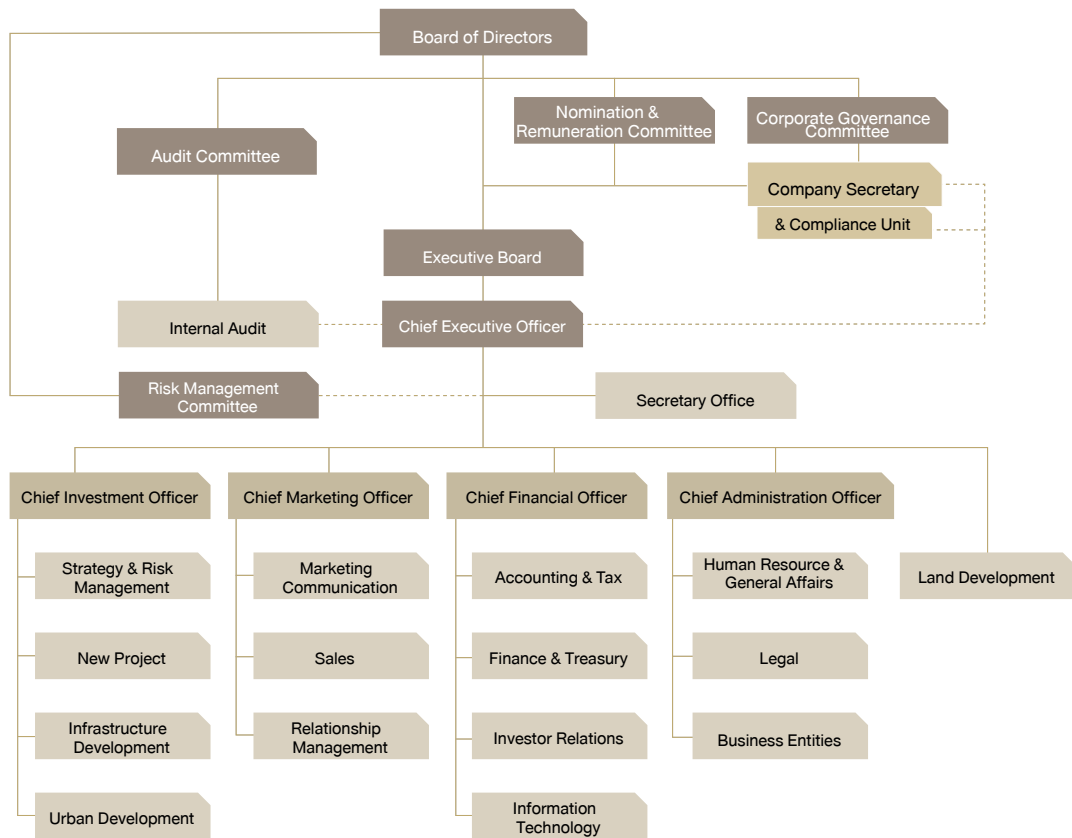 Board of Directors
Nomination &
Remuneration Committee
Corporate Governance
Committee
Audit Committee
Company Secretary
& Compliance Unit
Executive Board
Internal Audit
Chief Executive Officer
Risk Management
Committee
Secretary Office
Chief Investment Officer
Chief Marketing Officer
Chief Financial Officer
Chief Administration Officer
Strategy & Risk
Management
Marketing
Communication
Accounting & Tax
Human Resource &
General Affairs
Land Development
New Project
Sales
Finance & Treasury
Legal
Infrastructure
Development
Relationship
Management
Investor Relations
Business Entities
Urban Development
Information
Technology